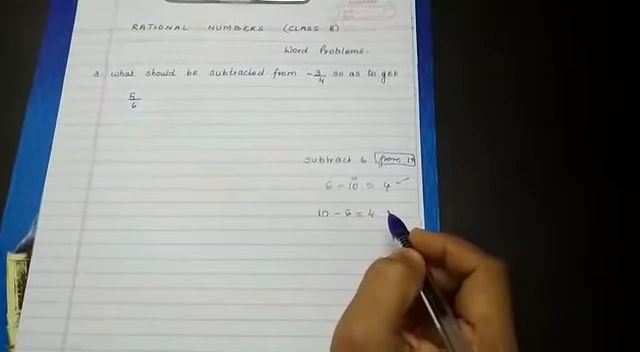 RATIONAL NUMBERS (CLASS 8)
Word Problems.
3. what should be subtracted from -3/4 so as to get
5/6
subtract 6 from
6 - 10 = 4 ✓
10 - 6 = 4